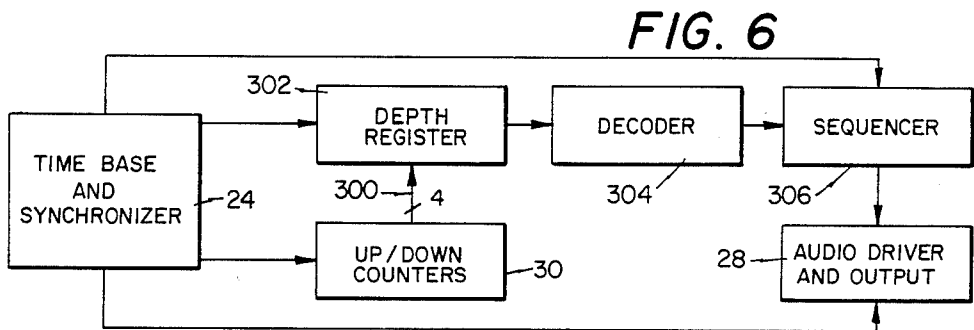 FIG. 6
302
DEPTH
REGISTER
DECODER
304
SEQUENCER
306
TIME BASE
AND
SYNCHRONIZER
24
300
4
UP/DOWN
COUNTERS
30
28
AUDIO DRIVER
AND OUTPUT